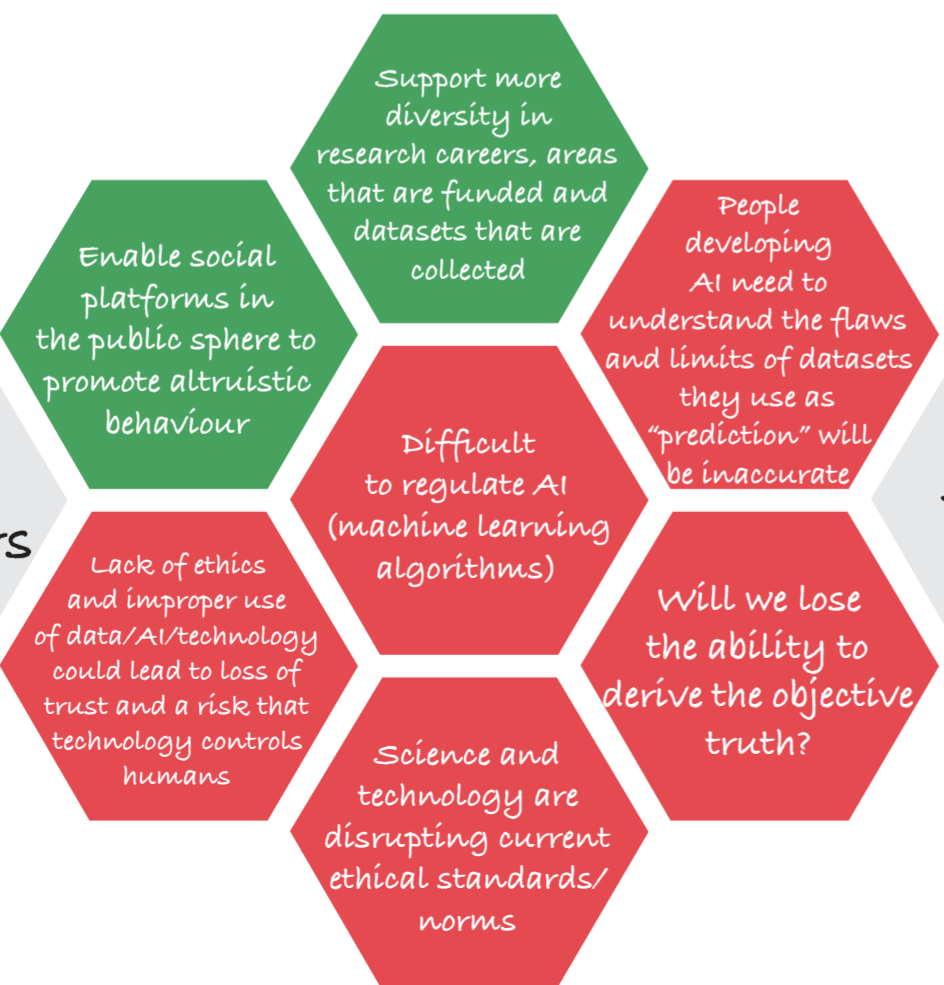 Support more
diversity in
research careers, areas
that are funded and
datasets that are
collected
Enable social
platforms in
the public sphere to
promote altruistic
behaviour
People
developing
AI need to
understand the flaws
and limits of datasets
they use as
"prediction" will
be inaccurate
Difficult
to regulate AI
(machine learning
algorithms)
Lack of ethics
and improper use
of data/AI/technology
could lead to loss of
trust and a risk that
technology controls
humans
Will we lose
the ability to
derive the objective
truth?
Science and
technology are
disrupting current
ethical standards/
norms